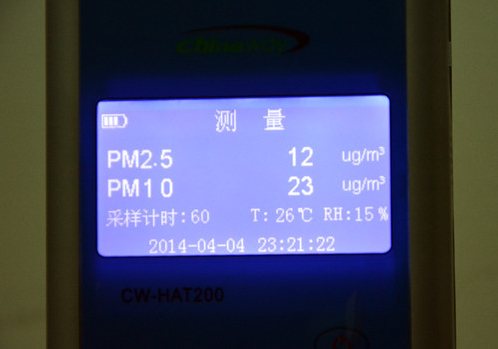 测 量
PM2.5 12 ug/m³
PM10 23 ug/m³
采样计时:60 T: 26℃ RH:15%
2014-04-04 23:21:22
CW-HAT200